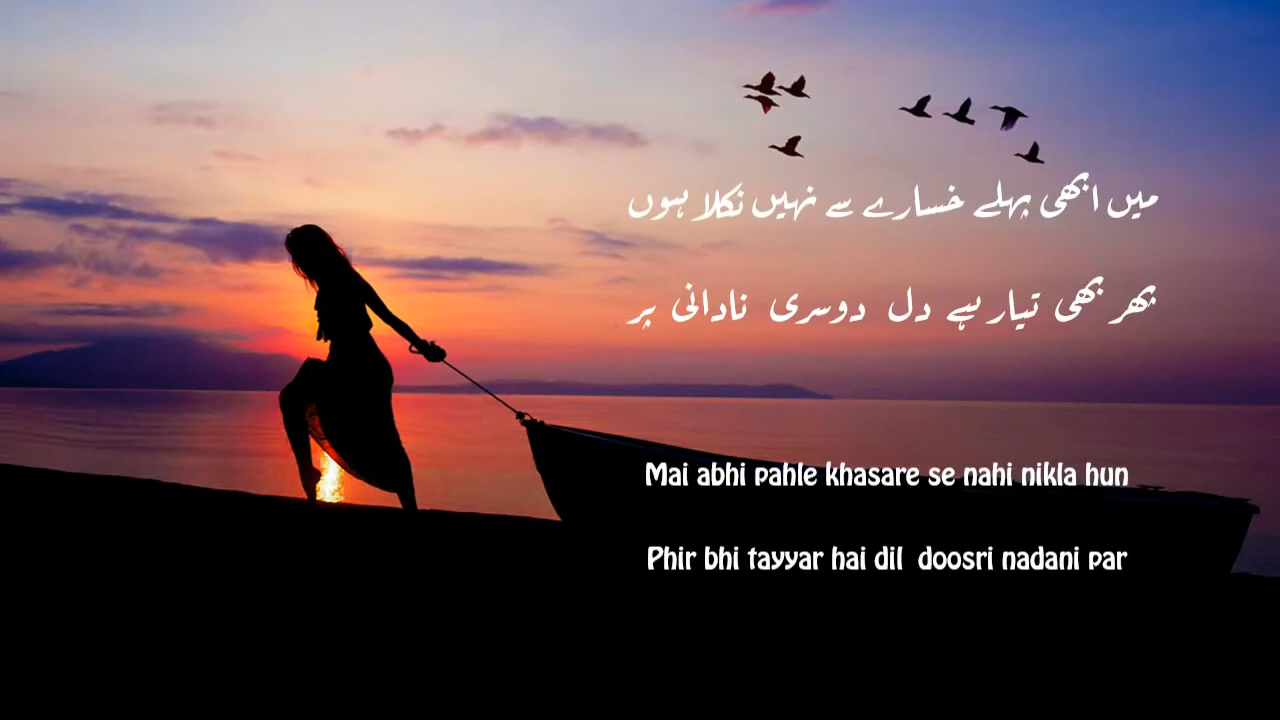 میں ابھی پہلے خسارے سے نہیں نکلا ہوں
پھر بھی تیار ہے دل دوسری نادانی پر
Mai abhi pahle khasare se nahi nikla hun
Phir bhi tayyar hai dil doosri nadani par